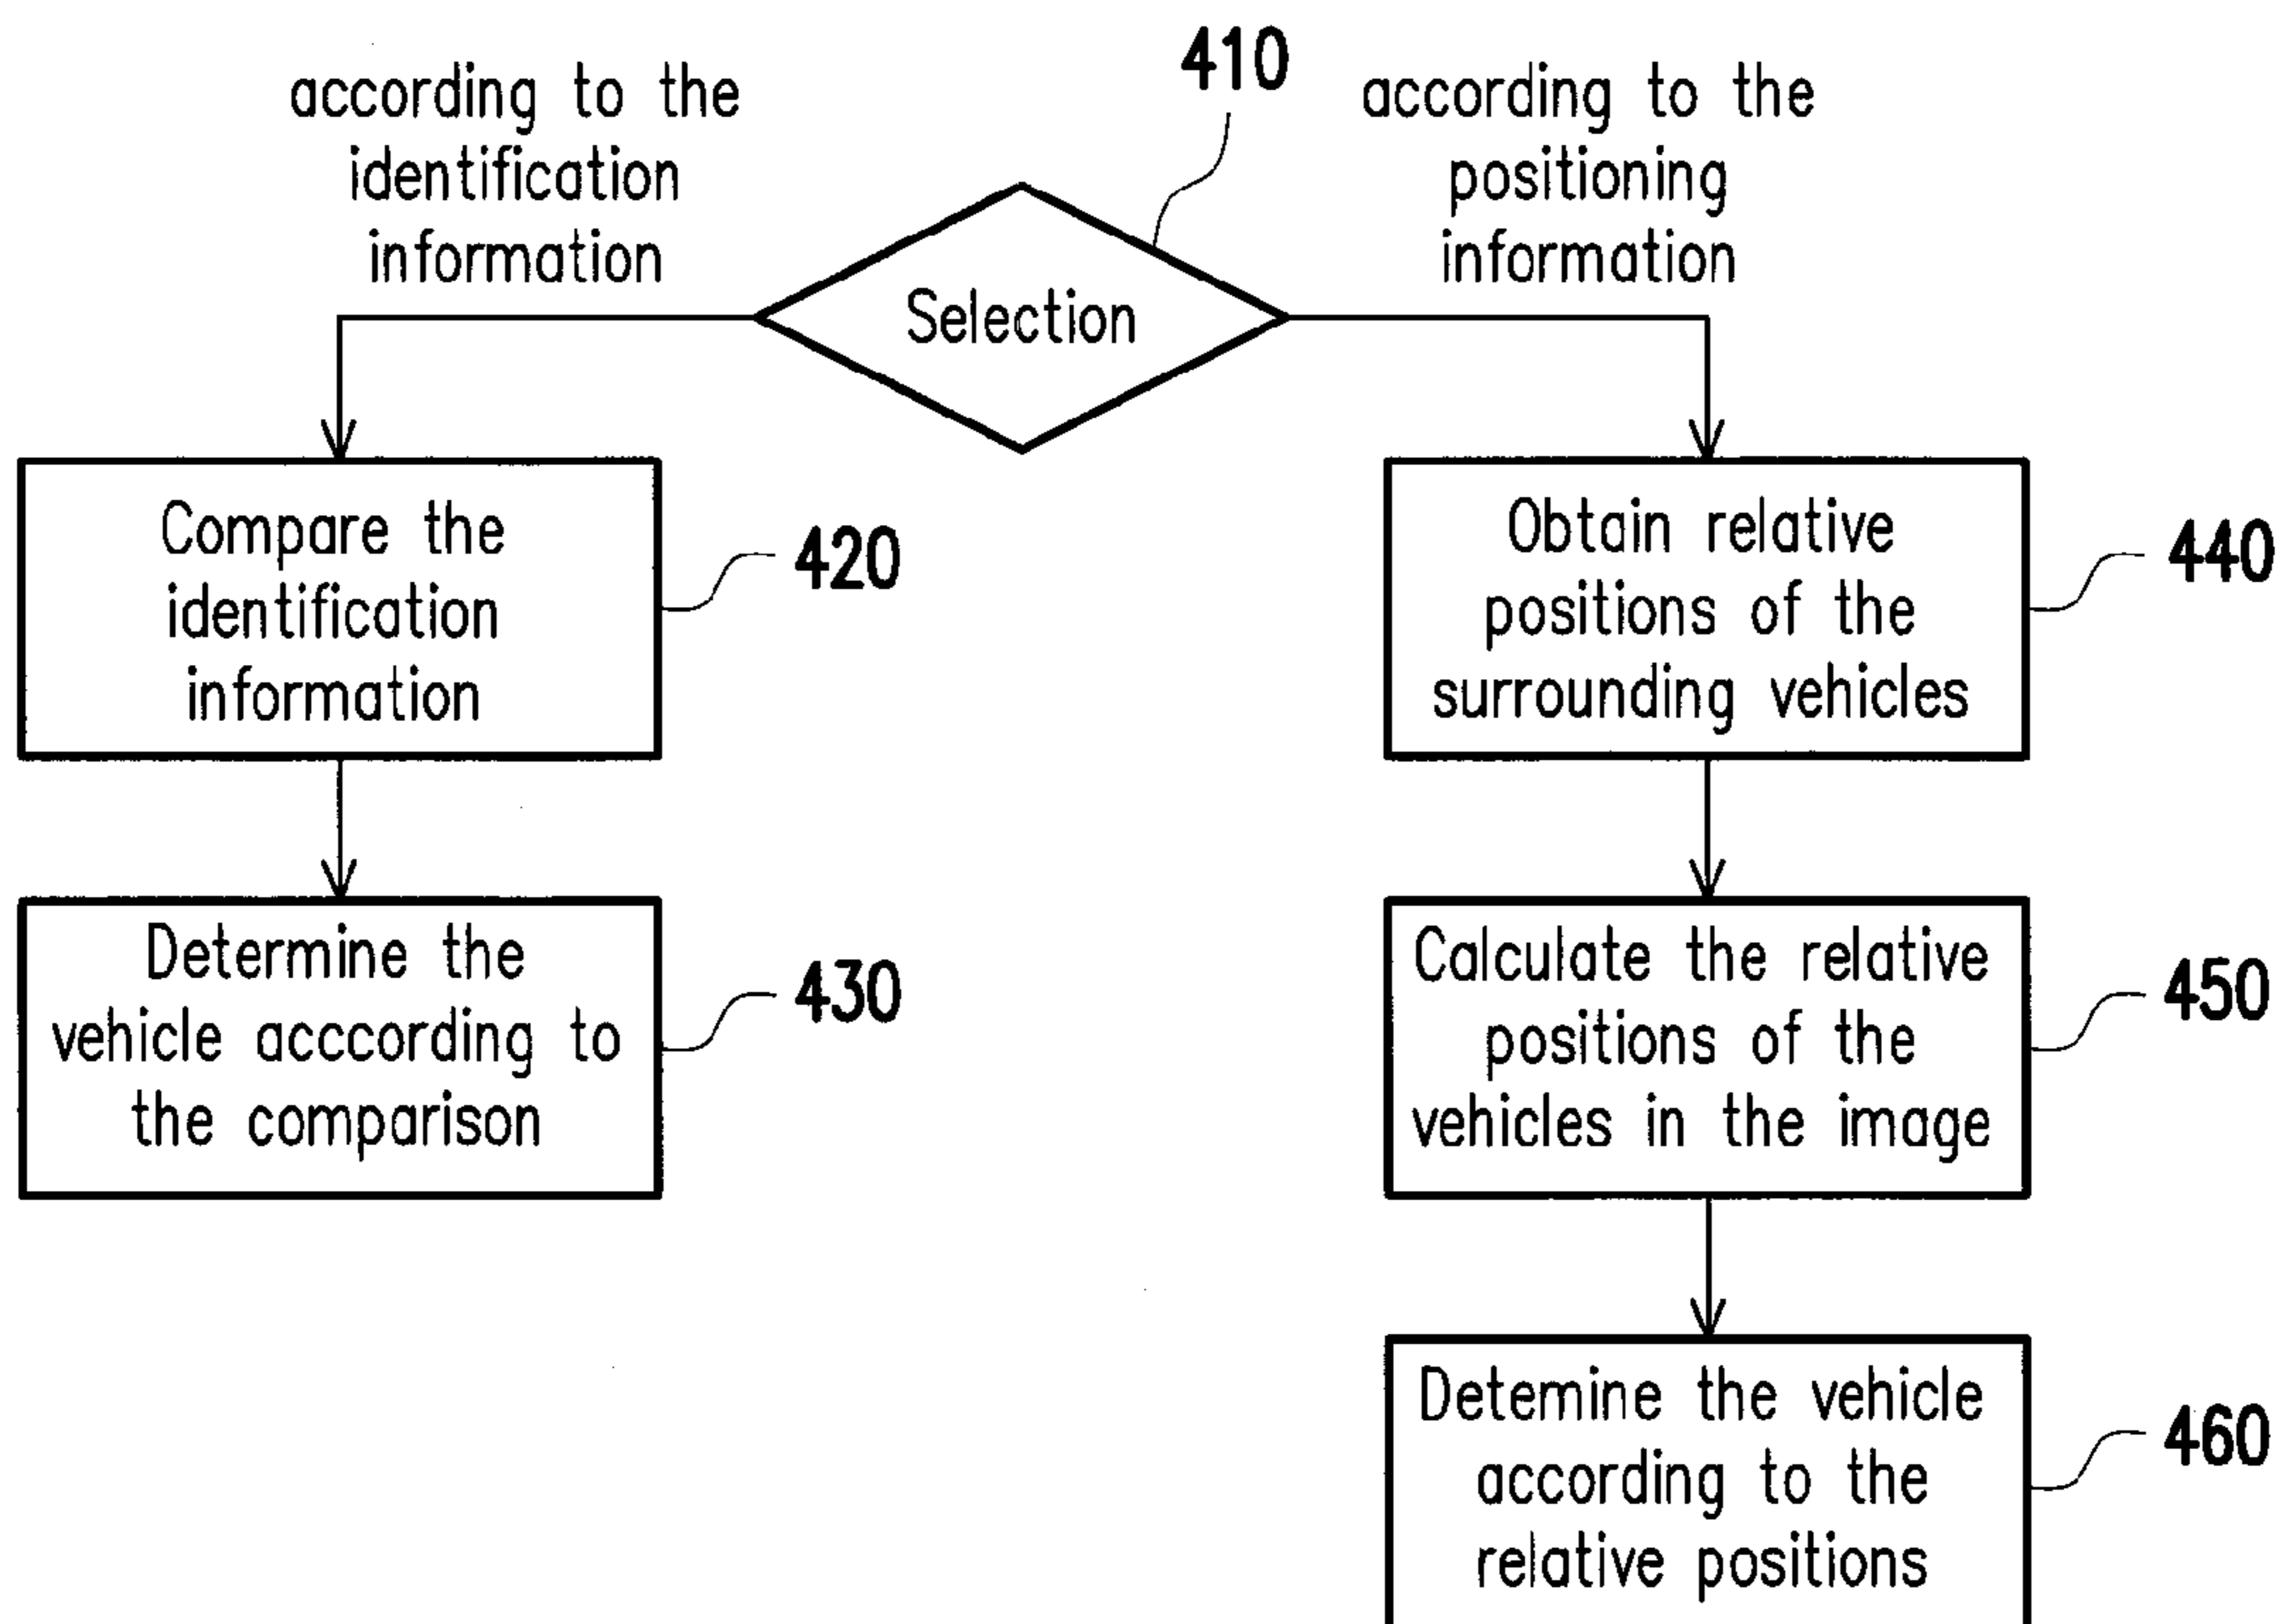 410
according to the
identification
information
according to the
positioning
information
Selection
Compare the
identification
information
420
Obtain relative
positions of the
surrounding vehicles
440
Determine the
vehicle acccording to
the comparison
430
Calculate the relative
positions of the
vehicles in the image
450
Detemine the vehicle
according to the
relative positions
460